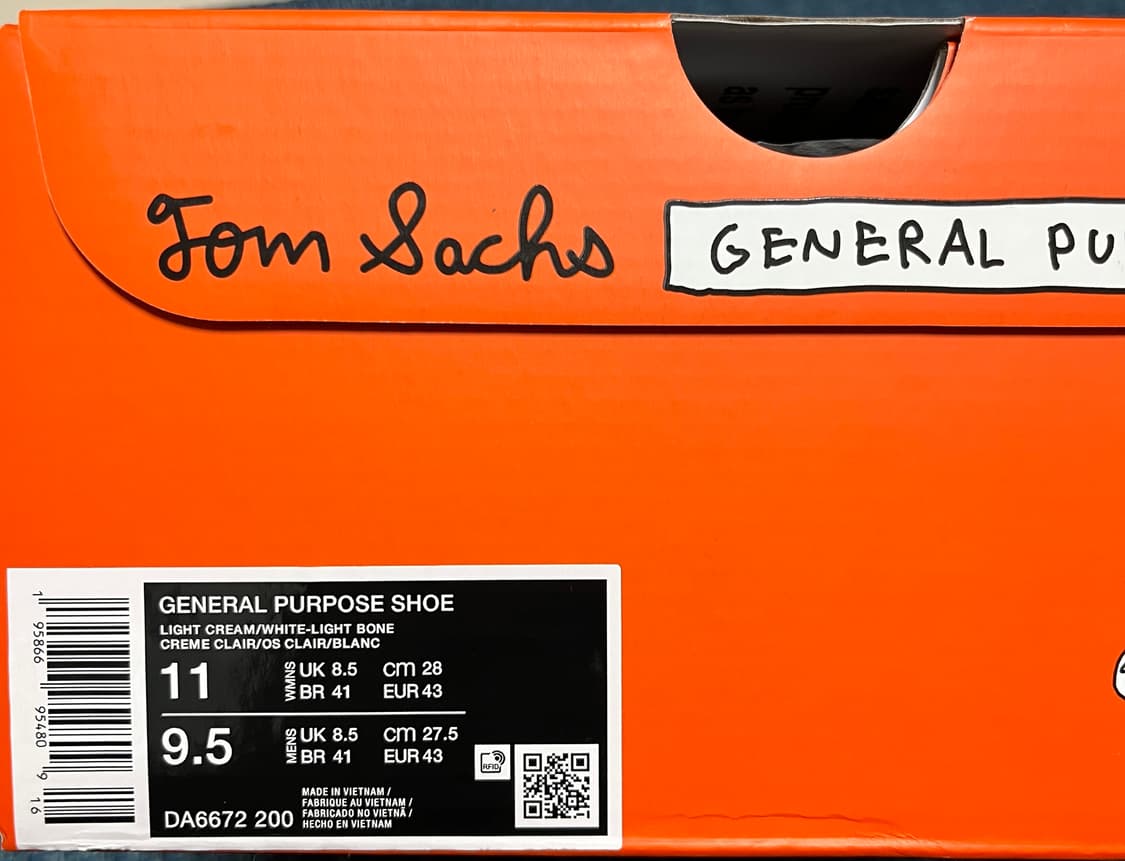 Tom Sachs
GENERAL PU
GENERAL PURPOSE SHOE
LIGHT CREAM/WHITE-LIGHT BONE
CREME CLAIR/OS CLAIR/BLANC
11 WMNS UK 8.5 cm 28
BR 41 EUR 43
9.5 MENS UK 8.5 cm 27.5
BR 41 EUR 43
RFID
MADE IN VIETNAM /
FABRIQUE AU VIETNAM /
FABRICADO NO VIETNÃ /
HECHO EN VIETNAM
DA6672 200
1 95866 95480 9 16